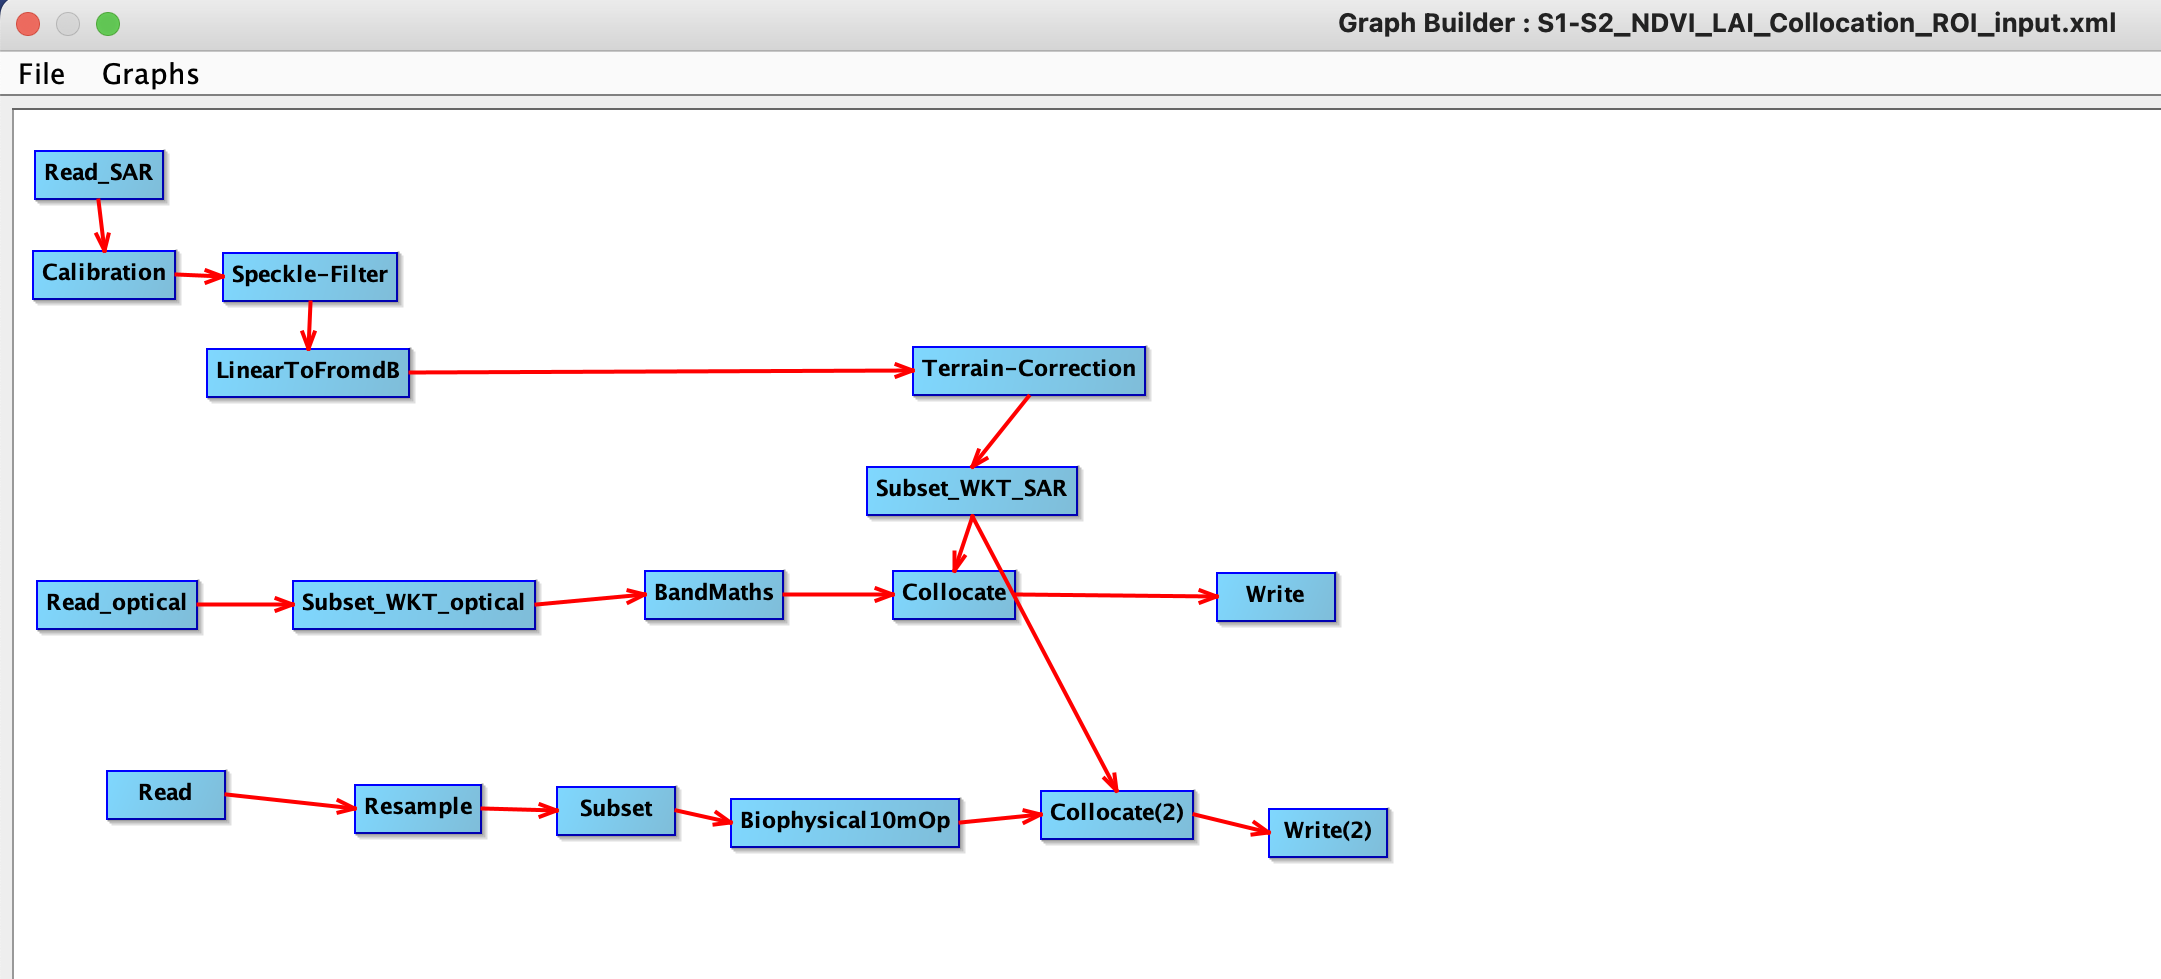 Graph Builder : S1-S2_NDVI_LAI_Collocation_ROI_input.xml
File Graphs
Read_SAR
Calibration
Speckle-Filter
LinearToFromdB
Terrain-Correction
Subset_WKT_SAR
Read_optical
Subset_WKT_optical
BandMaths
Collocate
Write
Read
Resample
Subset
Biophysical10mOp
Collocate(2)
Write(2)